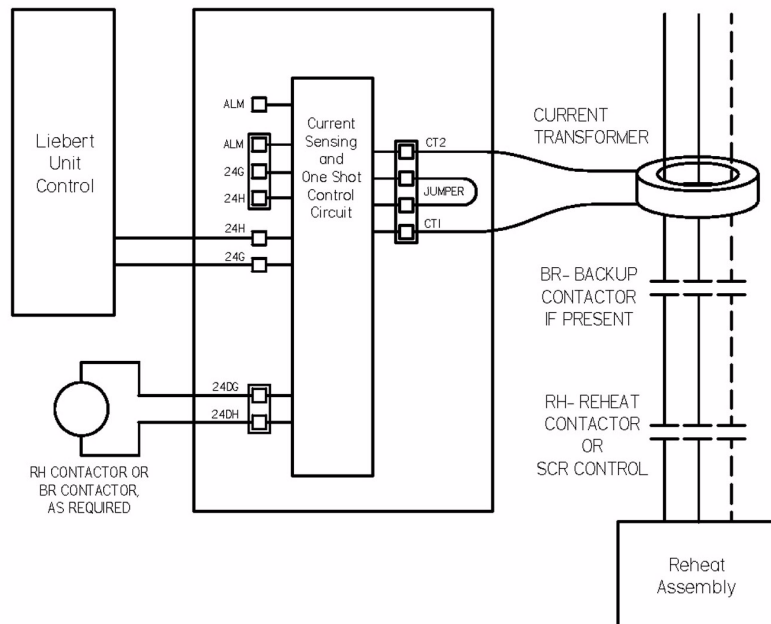 Liebert
Unit
Control
ALM
ALM
24G
24H
24H
24G
24DG
24DH
Current
Sensing
and
One Shot
Control
Circuit
CT2
JUMPER
CT1
CURRENT
TRANSFORMER
BR- BACKUP
CONTACTOR
IF PRESENT
RH- REHEAT
CONTACTOR
OR
SCR CONTROL
RH CONTACTOR OR
BR CONTACTOR,
AS REQUIRED
Reheat
Assembly